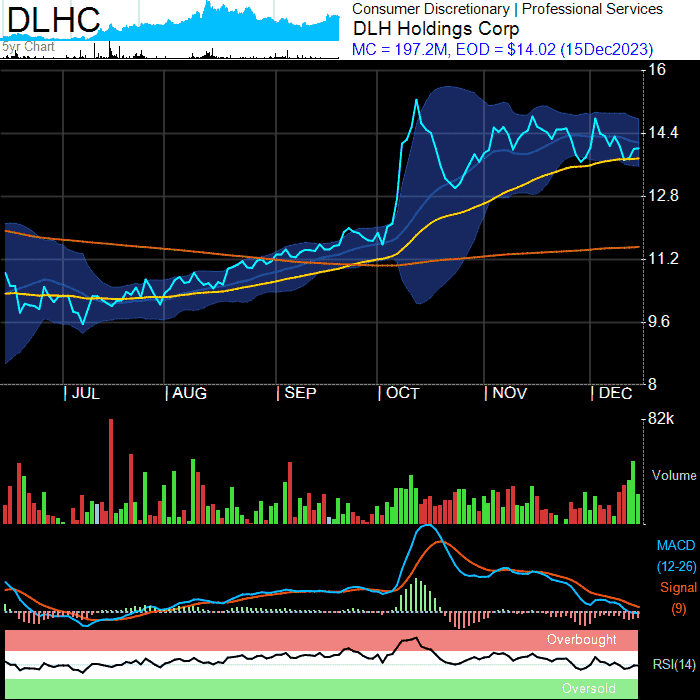 DLHC
5yr Chart
Consumer Discretionary | Professional Services
DLH Holdings Corp
MC = 197.2M, EOD = $14.02 (15Dec2023)
16
14.4
12.8
11.2
9.6
8
| JUL | AUG | SEP | OCT | NOV | DEC
82k
Volume
MACD
(12-26)
Signal
(9)
Overbought
RSI(14)
Oversold